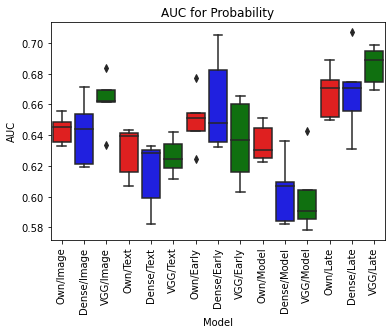 AUC for Probability
AUC
0.70
0.68
0.66
0.64
0.62
0.60
0.58
Own/Image
Dense/Image
VGG/Image
Own/Text
Dense/Text
VGG/Text
Own/Early
Dense/Early
VGG/Early
Own/Model
Dense/Model
VGG/Model
Own/Late
Dense/Late
VGG/Late
Model